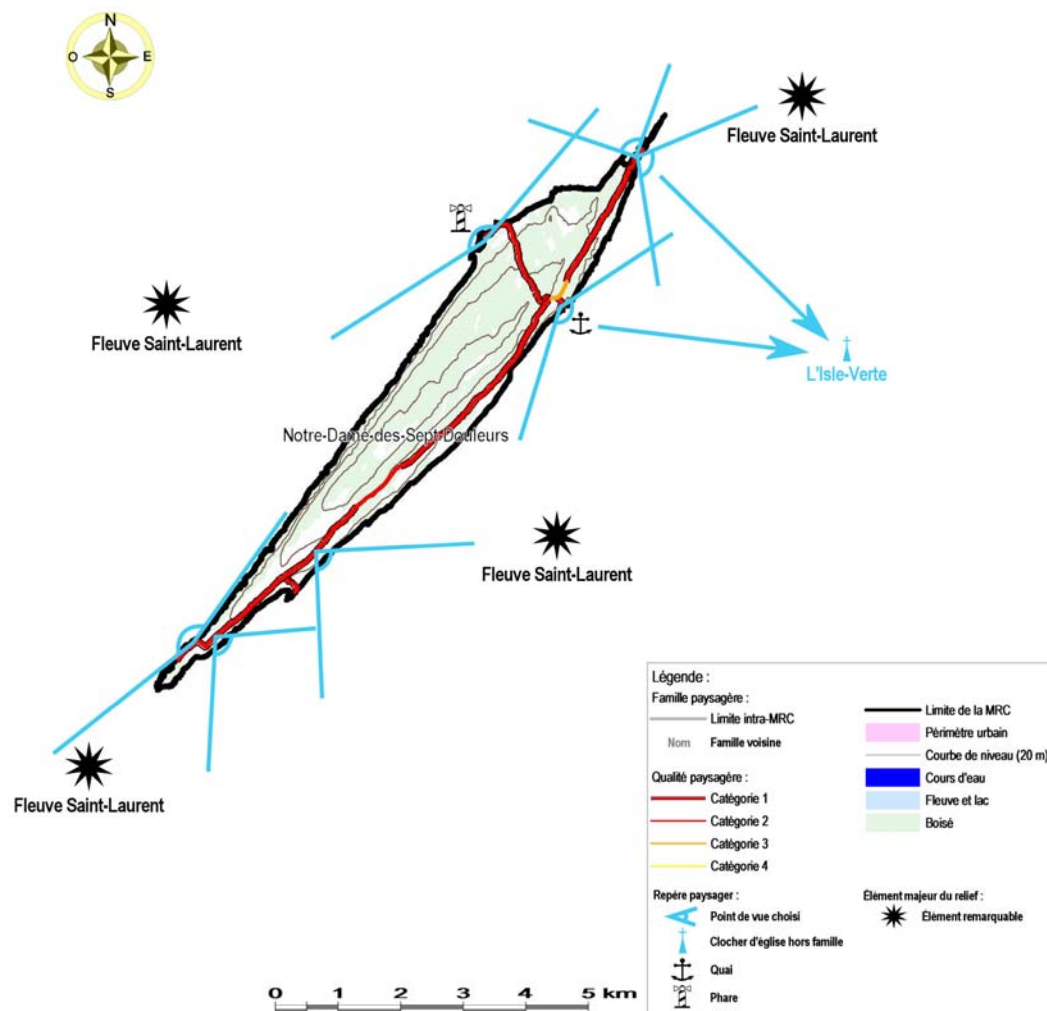 N
O
E
S
Fleuve Saint-Laurent
Fleuve Saint-Laurent
L'Isle-Verte
Notre-Dame-des-Sept-Douleurs
Fleuve Saint-Laurent
Fleuve Saint-Laurent
Légende :
Famille paysagère :
Limite intra-MRC
Nom Famille voisine
Qualité paysagère :
Catégorie 1
Catégorie 2
Catégorie 3
Catégorie 4
Repère paysager :
Point de vue choisi
Clocher d'église hors famille
Quai
Phare
Limite de la MRC
Périmètre urbain
Courbe de niveau (20 m)
Cours d'eau
Fleuve et lac
Boisé
Élément majeur du relief :
Élément remarquable
0 1 2 3 4 5 km